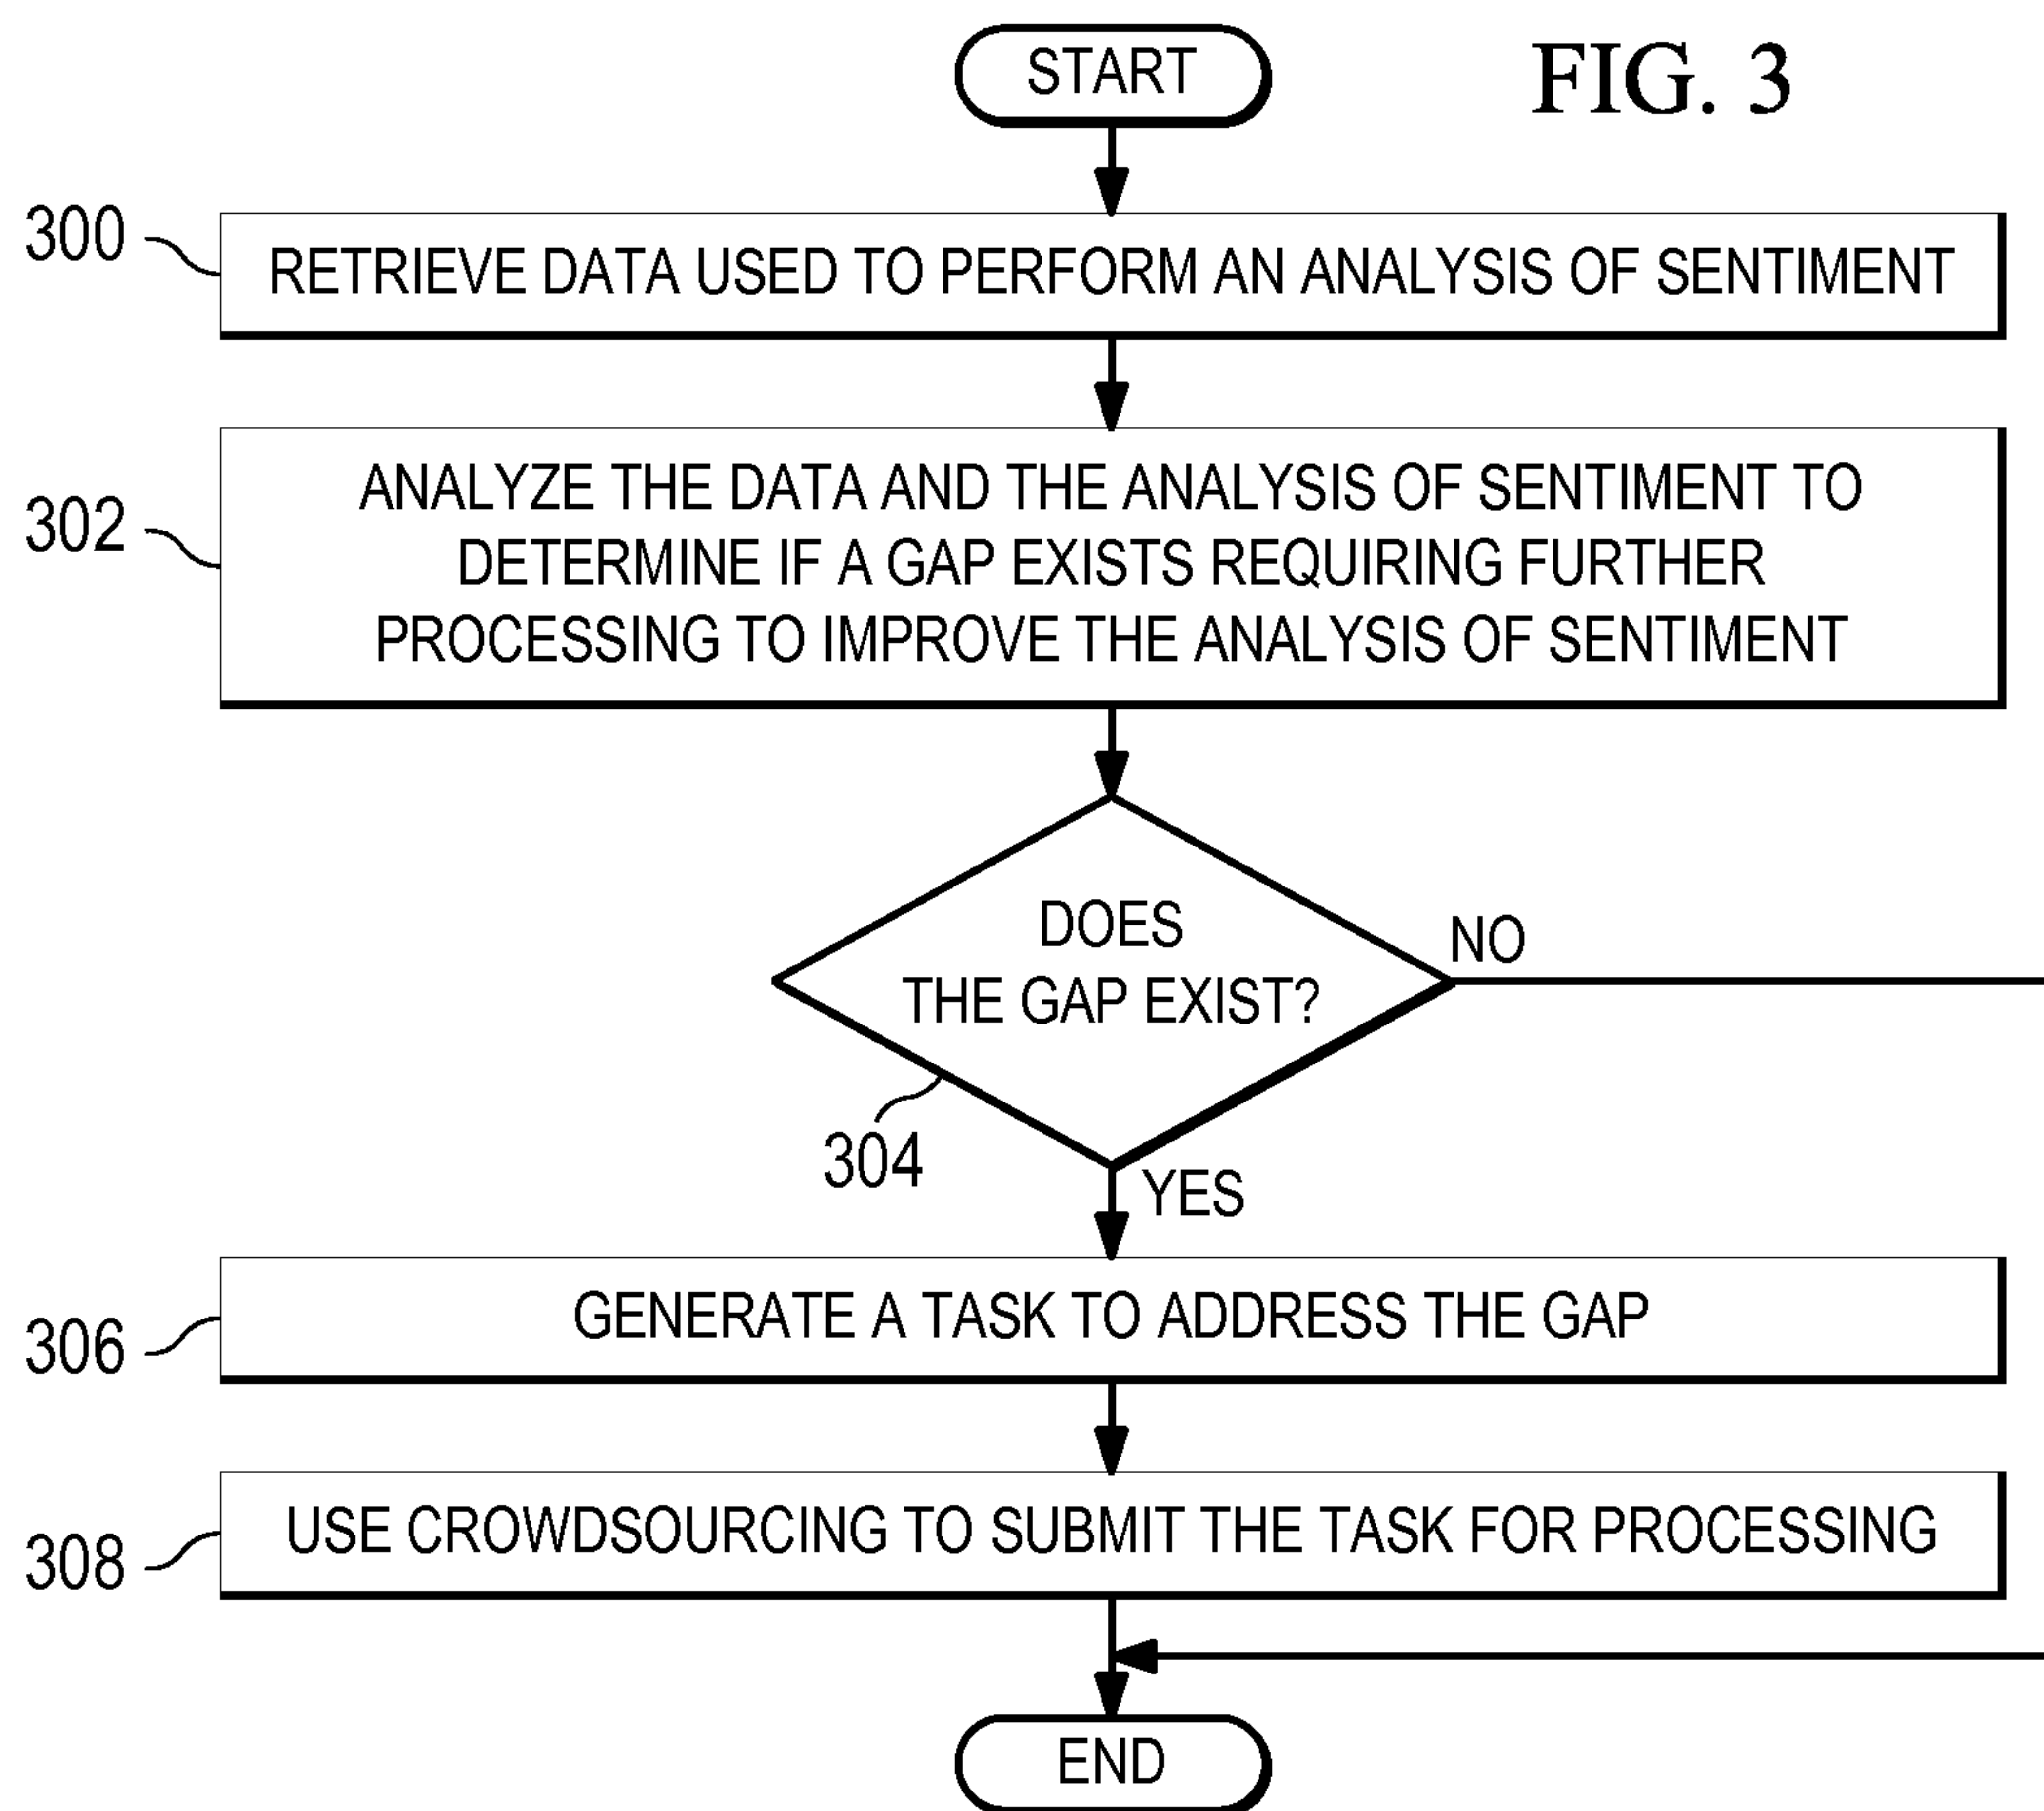 START
FIG. 3
300
RETRIEVE DATA USED TO PERFORM AN ANALYSIS OF SENTIMENT
302
ANALYZE THE DATA AND THE ANALYSIS OF SENTIMENT TO
DETERMINE IF A GAP EXISTS REQUIRING FURTHER
PROCESSING TO IMPROVE THE ANALYSIS OF SENTIMENT
DOES
THE GAP EXIST?
NO
304
YES
306
GENERATE A TASK TO ADDRESS THE GAP
308
USE CROWDSOURCING TO SUBMIT THE TASK FOR PROCESSING
END